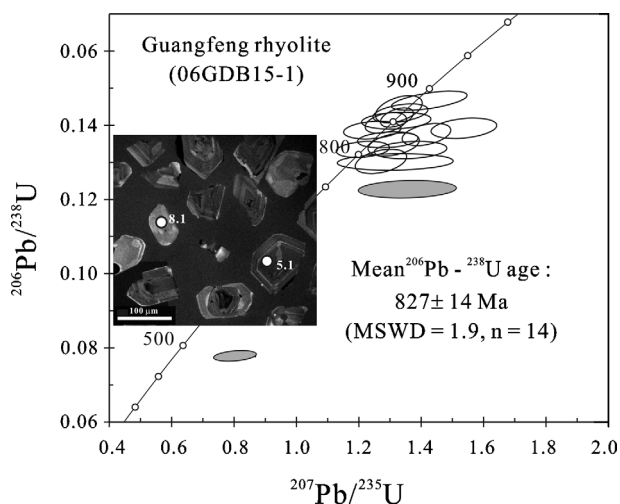 0.06
Guangfeng rhyolite
(06GDB15-1)
900
0.14
800
0.12
8.1
5.1
²⁰⁶Pb/²³⁸U
0.10
Mean ²⁰⁶Pb - ²³⁸U age :
827± 14 Ma
(MSWD = 1.9, n = 14)
100 μm
500
0.08
0.06
0.4 0.6 0.8 1.0 1.2 1.4 1.6 1.8 2.0
²⁰⁷Pb/²³⁵U